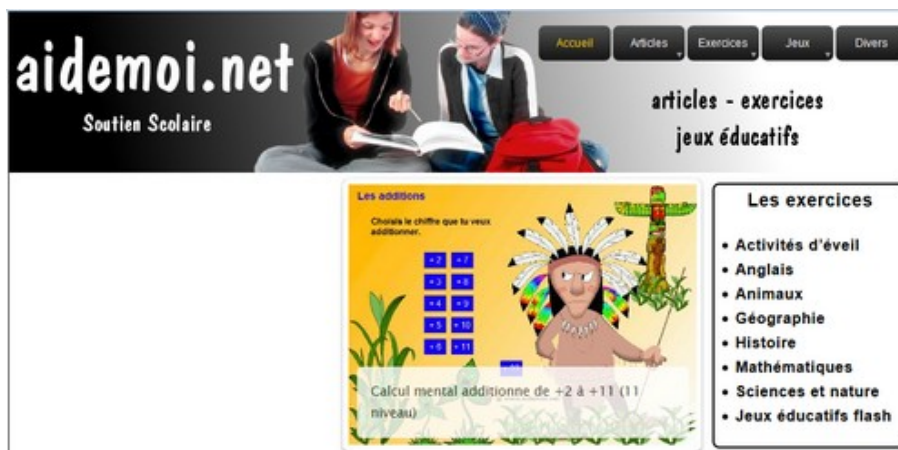 aidemoi.net
Soutien Scolaire
Accueil
Articles
Exercices
Jeux
Divers
articles - exercices
jeux éducatifs
Les additions
Choisis le chiffre que tu veux
additionner.
+ 2 + 7
+ 3 + 8
+ 4 + 9
+ 5 + 10
+ 6 + 11
Calcul mental additionne de +2 à +11 (11
niveau)
Les exercices
• Activités d'éveil
• Anglais
• Animaux
• Géographie
• Histoire
• Mathématiques
• Sciences et nature
• Jeux éducatifs flash